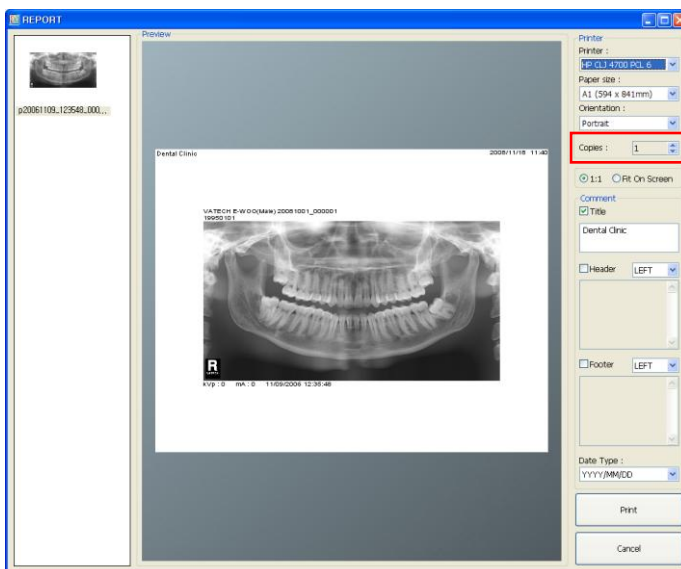 REPORT
p20061109_123548_000,...
Preview
Dental Clinic
2008/11/18 11:40
VATECH E-WOO(Male) 20081001_000001
19950101
R
kVp : 0 mA : 0 11/09/2006 12:35:48
Printer
Printer :
HP CLJ 4700 PCL 6
Paper size :
A1 (594 x 841mm)
Orientation :
Portrait
Copies :
1
1:1
Fit On Screen
Comment
Title
Dental Clinic
Header
LEFT
Footer
LEFT
Date Type :
YYYY/MM/DD
Print
Cancel